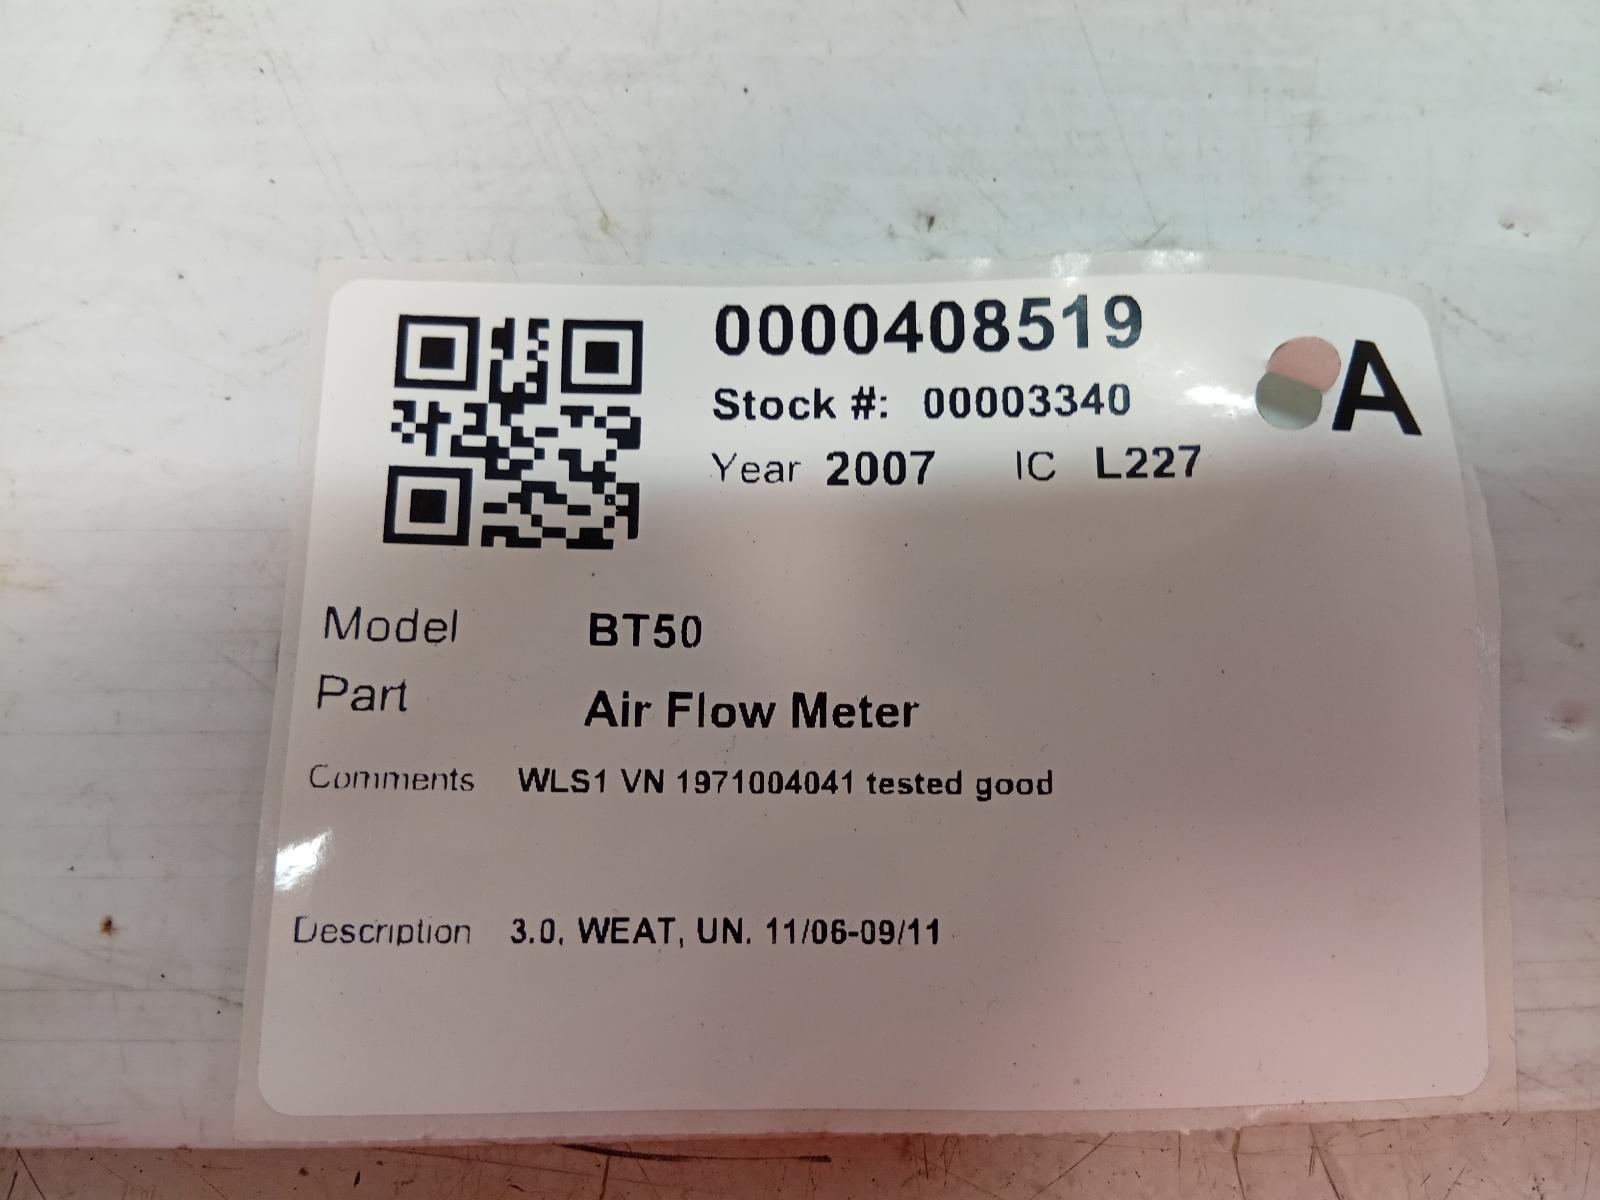 0000408519
A
Stock #: 00003340
Year 2007 IC L227
Model BT50
Part Air Flow Meter
Comments WLS1 VN 1971004041 tested good
Description 3.0, WEAT, UN. 11/06-09/11